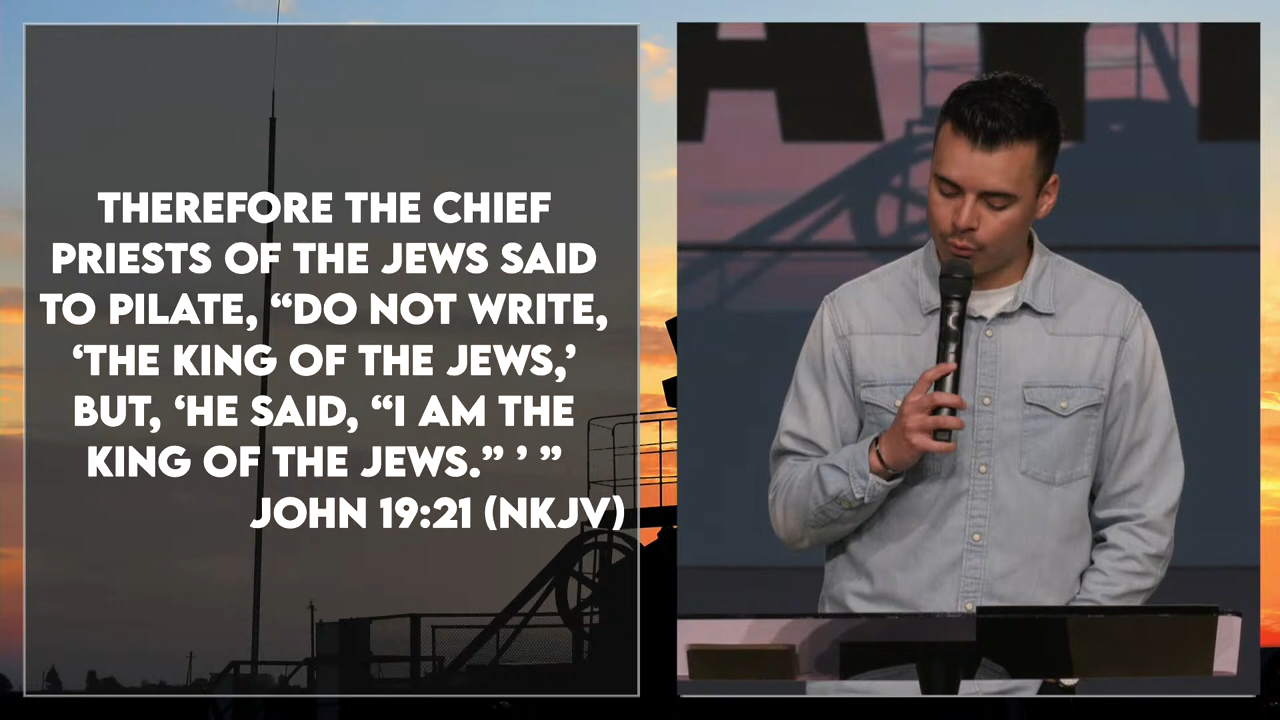 THEREFORE THE CHIEF
PRIESTS OF THE JEWS SAID
TO PILATE, “DO NOT WRITE,
‘THE KING OF THE JEWS,’
BUT, ‘HE SAID, “I AM THE
KING OF THE JEWS.” ’ ”
JOHN 19:21 (NKJV)